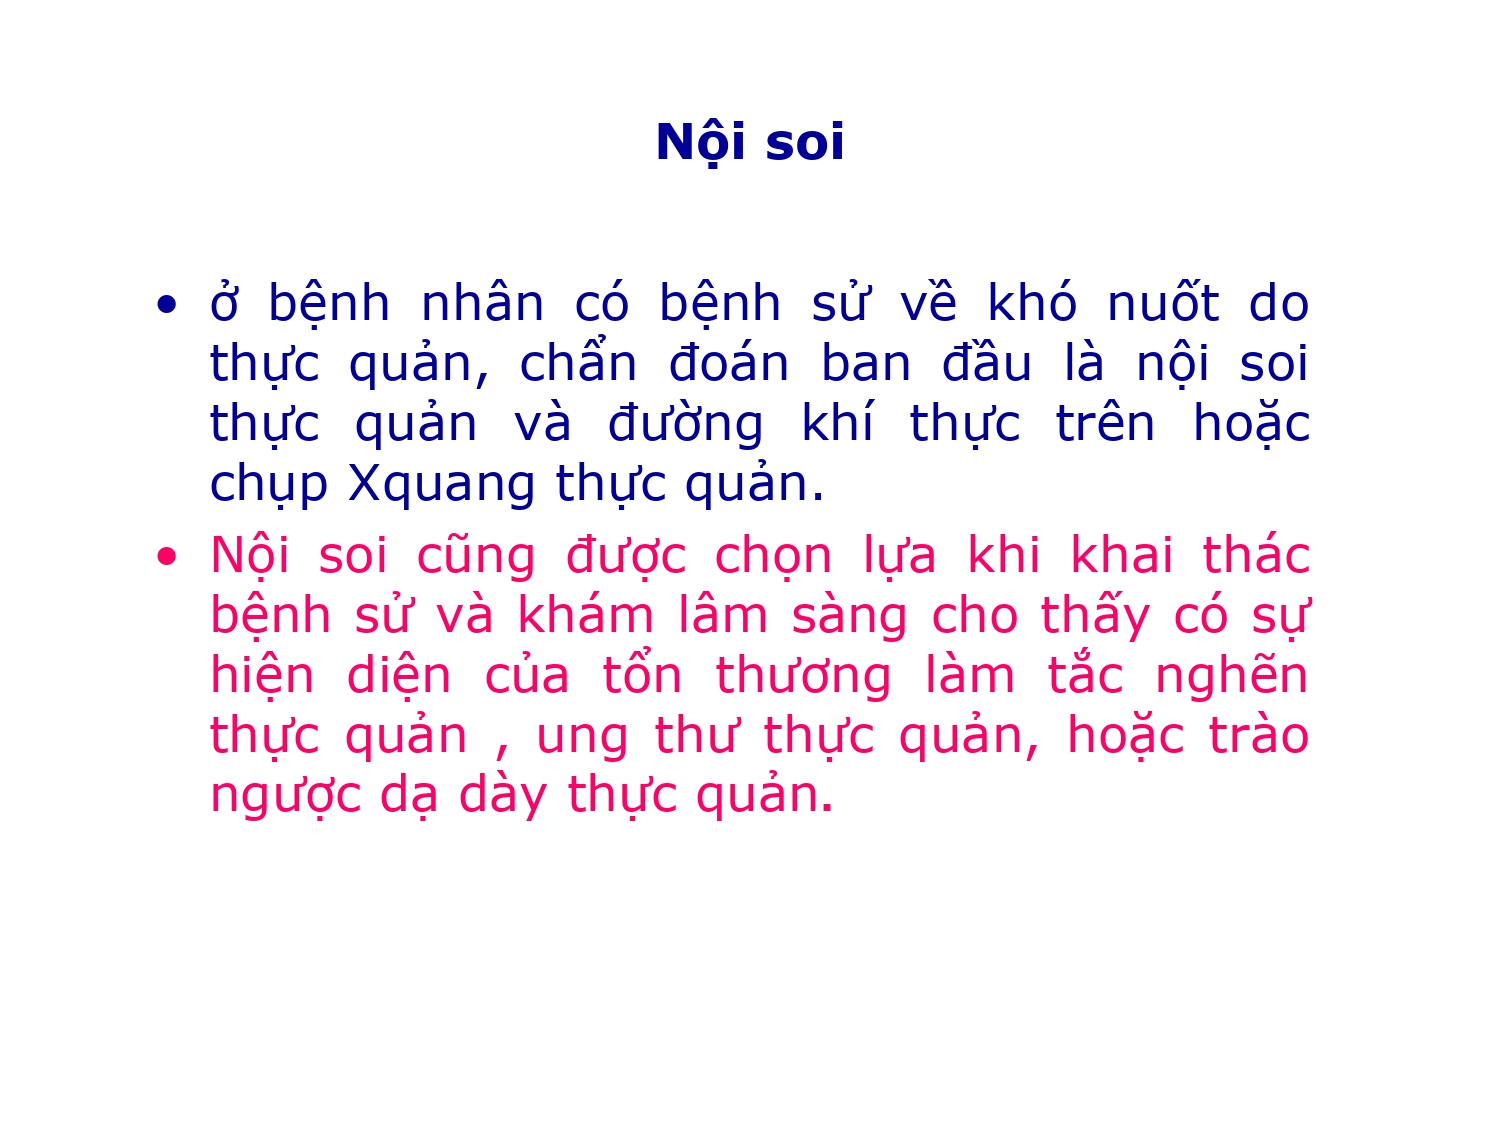 Nội soi
• ở bệnh nhân có bệnh sử về khó nuốt do
thực quản, chẩn đoán ban đầu là nội soi
thực quản và đường khí thực trên hoặc
chụp Xquang thực quản.
• Nội soi cũng được chọn lựa khi khai thác
bệnh sử và khám lâm sàng cho thấy có sự
hiện diện của tổn thương làm tắc nghẽn
thực quản , ung thư thực quản, hoặc trào
ngược dạ dày thực quản.